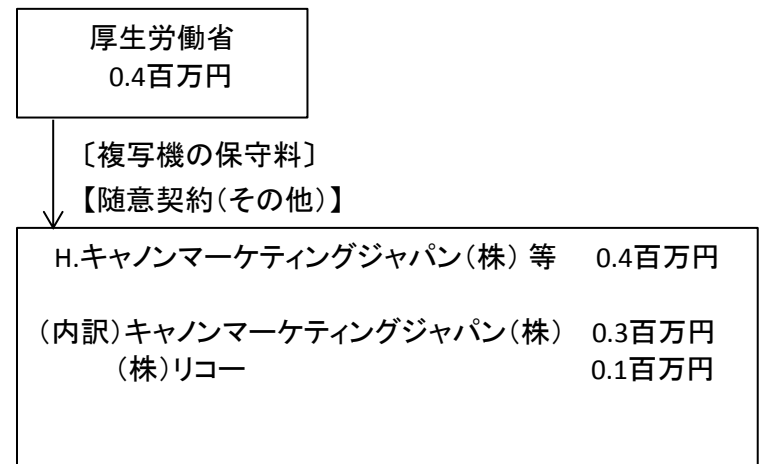 厚生労働省
0.4百万円
〔複写機の保守料〕
【随意契約(その他)】
H.キャノンマーケティングジャパン(株) 等 0.4百万円
(内訳)キャノンマーケティングジャパン(株) 0.3百万円
(株)リコー 0.1百万円